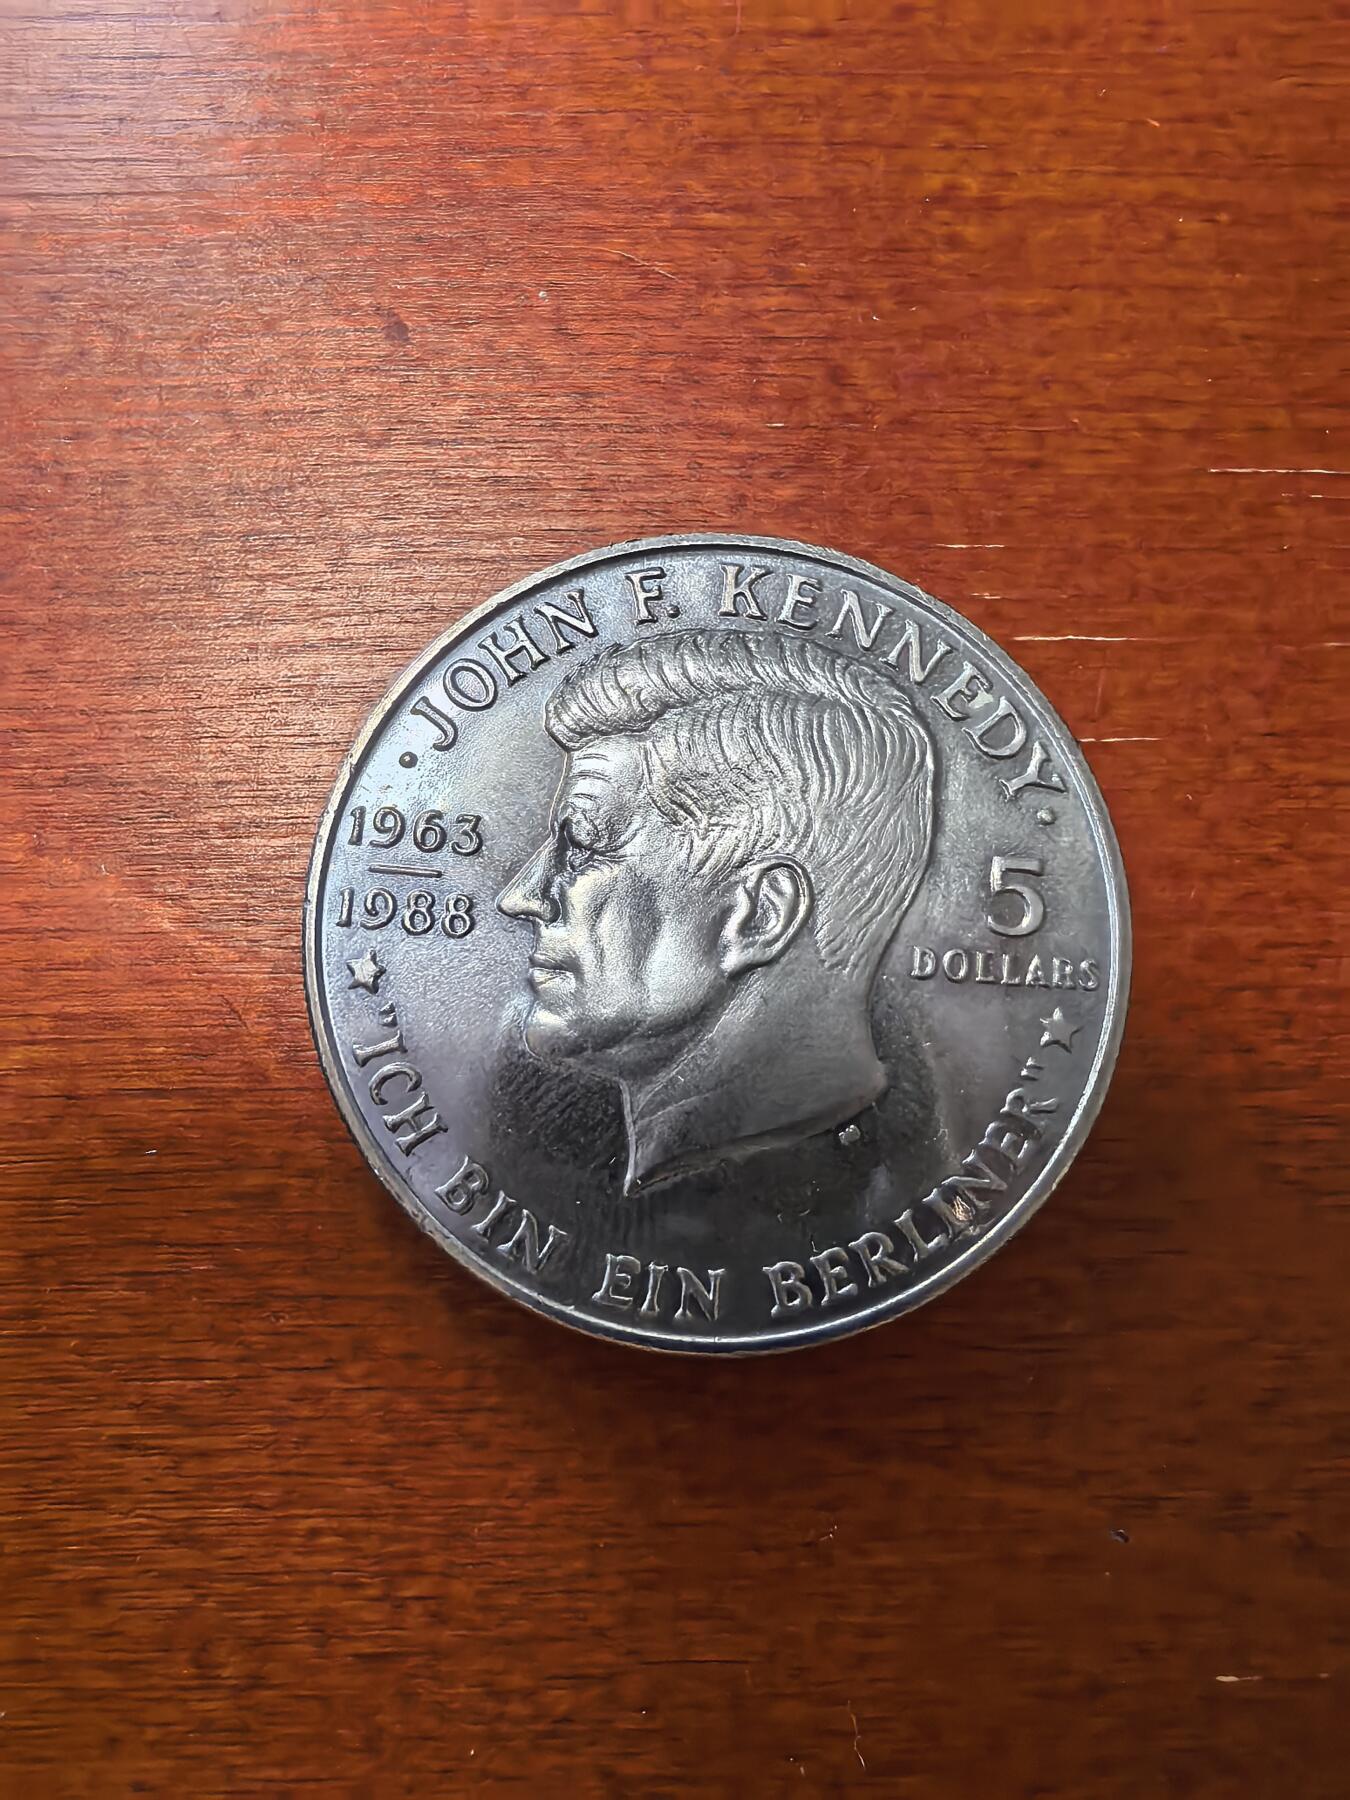 · JOHN F. KENNEDY ·
1963
1988
5
DOLLARS
"ICH BIN EIN BERLINER"